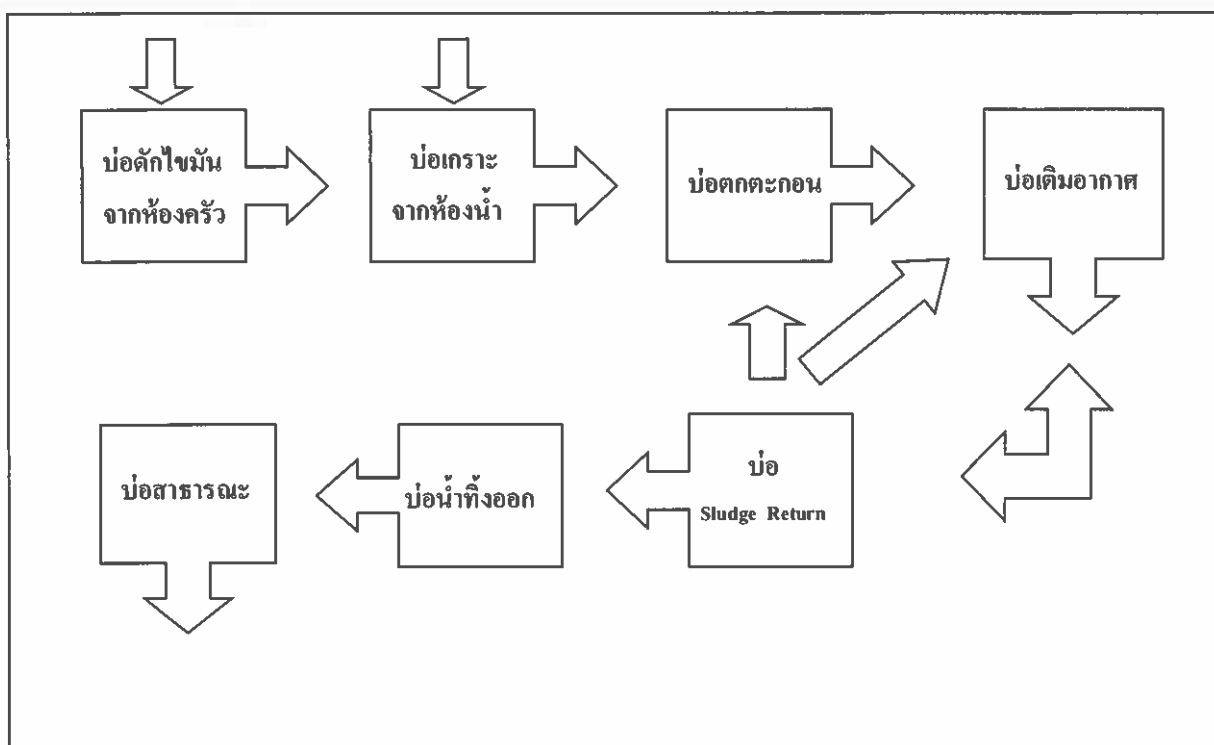 บ่อดักไขมัน
จากห้องครัว
บ่อเกราะ
จากห้องน้ำ
บ่อตกตะกอน
บ่อเติมอากาศ
บ่อสาธารณะ
บ่อน้ำทิ้งออก
บ่อ
Sludge Return